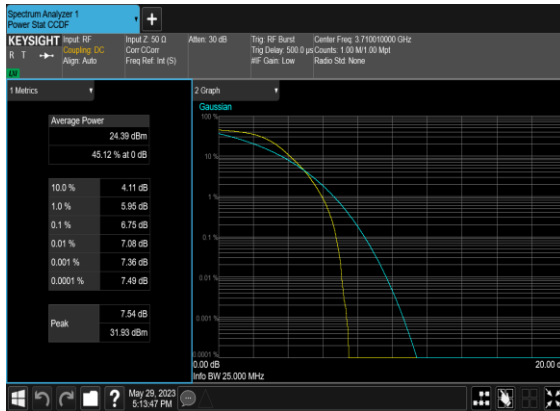 Spectrum Analyzer 1
Power Stat CCDF
+
KEYSIGHT
R T
LXI
Input: RF
Coupling: DC
Align: Auto
Input Z: 50 Ω
Corr CCorr
Freq Ref: Int (S)
Atten: 30 dB
Trig: RF Burst
Trig Delay: 500.0 µs
#IF Gain: Low
Center Freq: 3.710010000 GHz
Counts: 1.00 M/1.00 Mpt
Radio Std: None
1 Metrics
Average Power
24.39 dBm
45.12 % at 0 dB
10.0 % 4.11 dB
1.0 % 5.95 dB
0.1 % 6.75 dB
0.01 % 7.08 dB
0.001 % 7.36 dB
0.0001 % 7.49 dB
Peak
7.54 dB
31.93 dBm
2 Graph
Gaussian
100 %
10 %
1 %
0.1 %
0.01 %
0.001 %
0.0001 %
0.00 dB 20.00 d
Info BW 25.000 MHz
?
May 29, 2023
5:13:47 PM